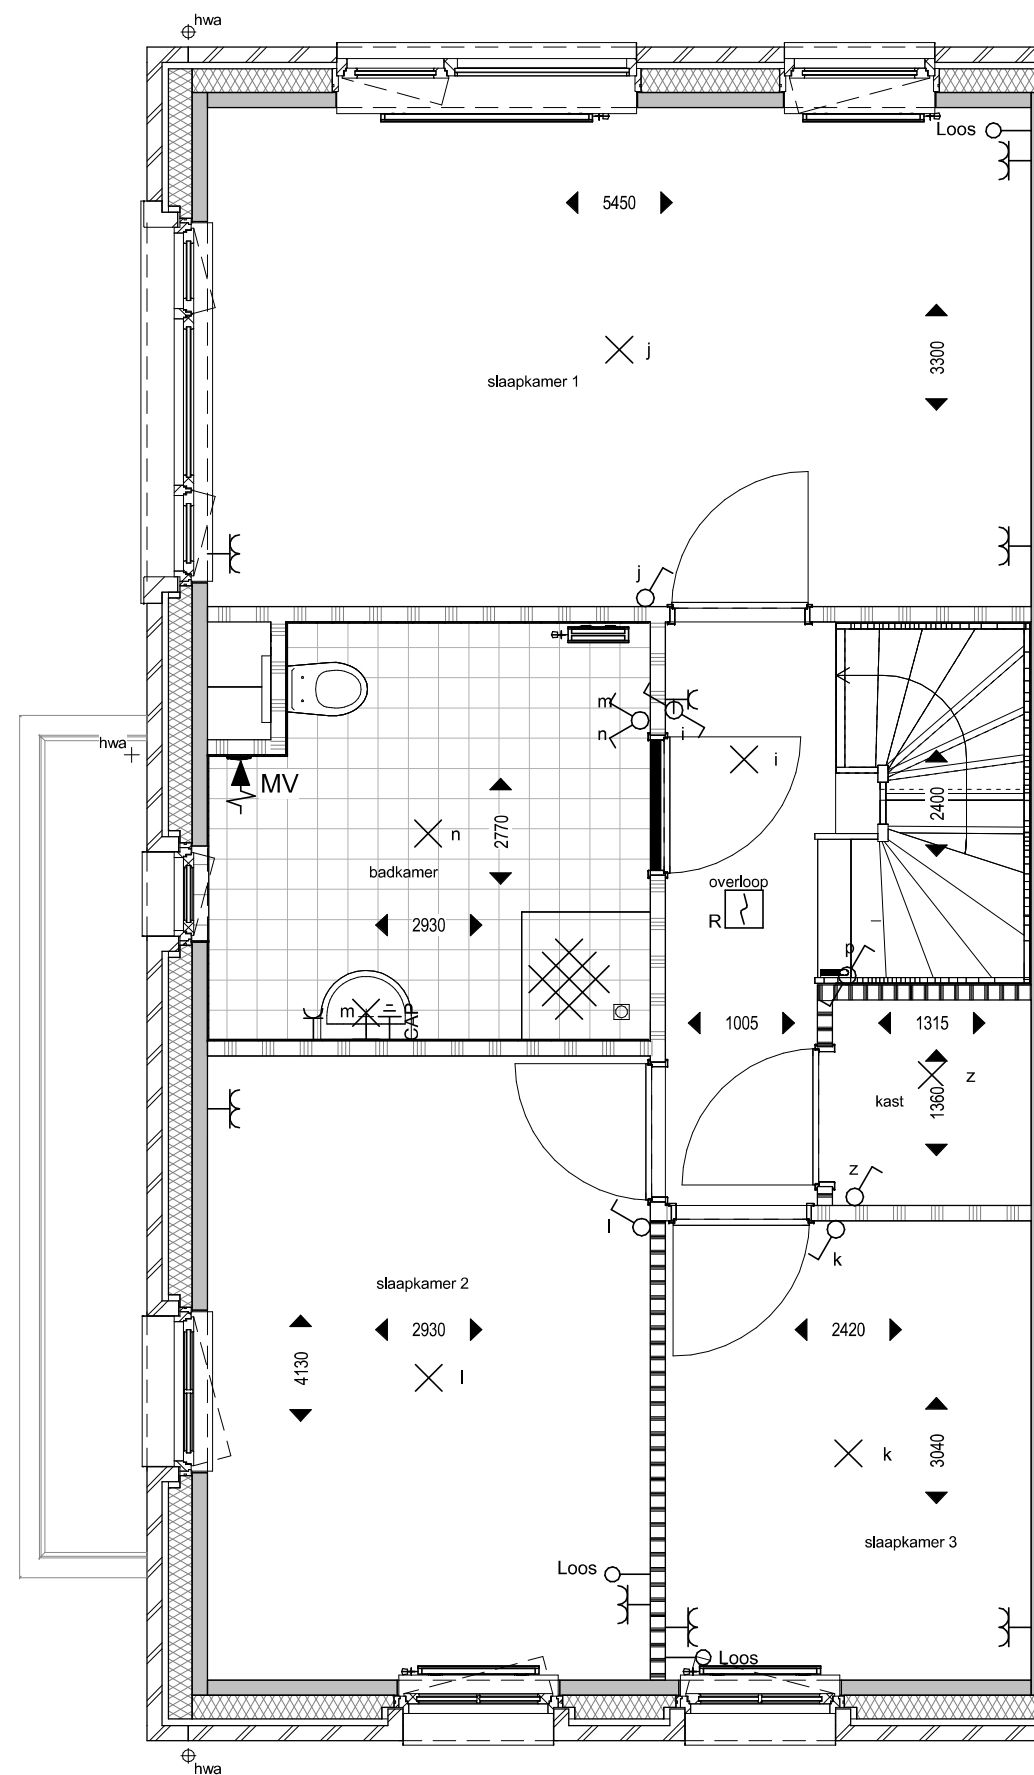 hwa
Loos
5450
j
3300
slaapkamer 1
j
m
n
i
i
hwa
MV
2400
n
2770
badkamer
overloop
R
2930
p
m
CAP
1005
1315
z
kast
1360
z
l
k
slaapkamer 2
2930
2420
4130
l
k
3040
slaapkamer 3
Loos
Loos
hwa